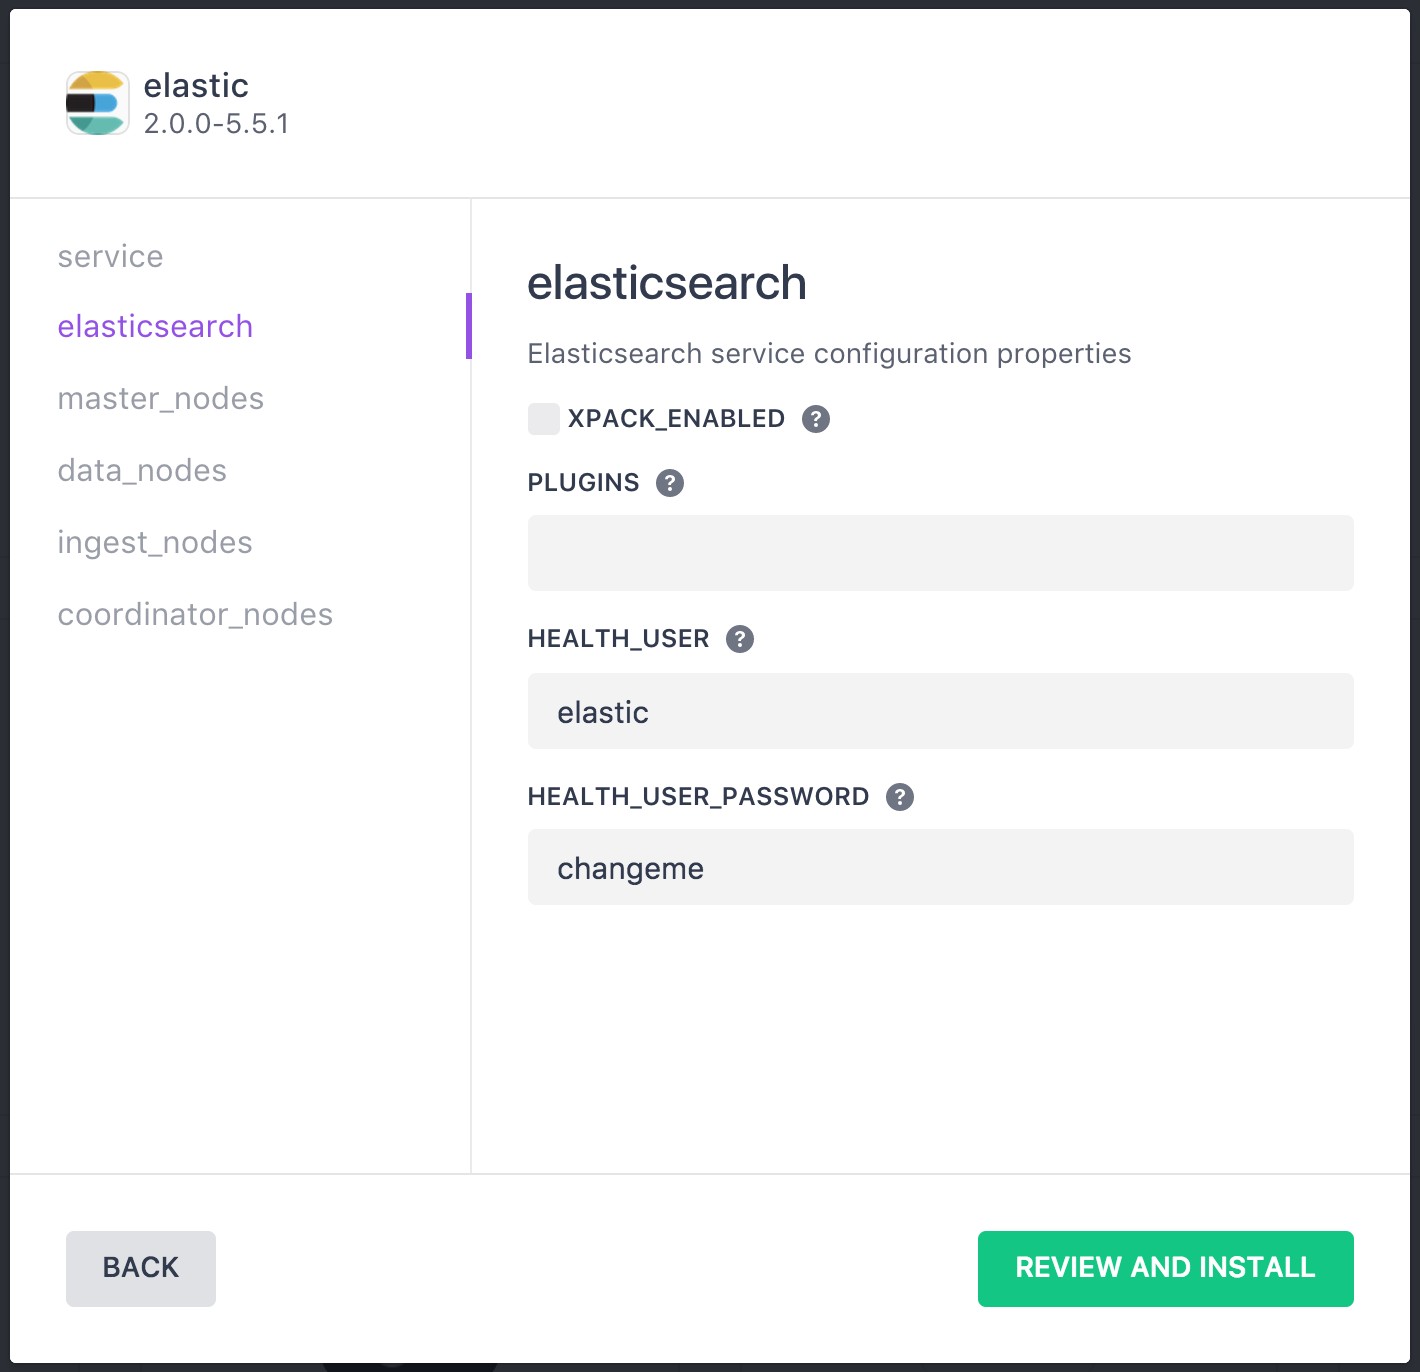 elastic
2.0.0-5.5.1
service
elasticsearch
master_nodes
data_nodes
ingest_nodes
coordinator_nodes
elasticsearch
Elasticsearch service configuration properties
XPACK_ENABLED ?
PLUGINS ?
HEALTH_USER ?
elastic
HEALTH_USER_PASSWORD ?
changeme
BACK
REVIEW AND INSTALL